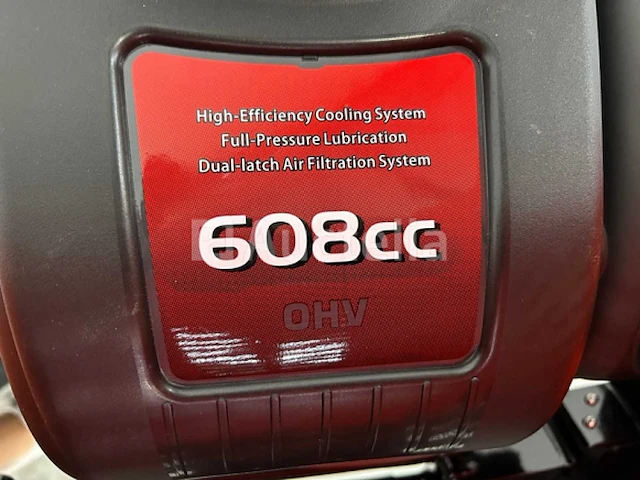 High-Efficiency Cooling System
Full-Pressure Lubrication
Dual-latch Air Filtration System
608cc
OHV